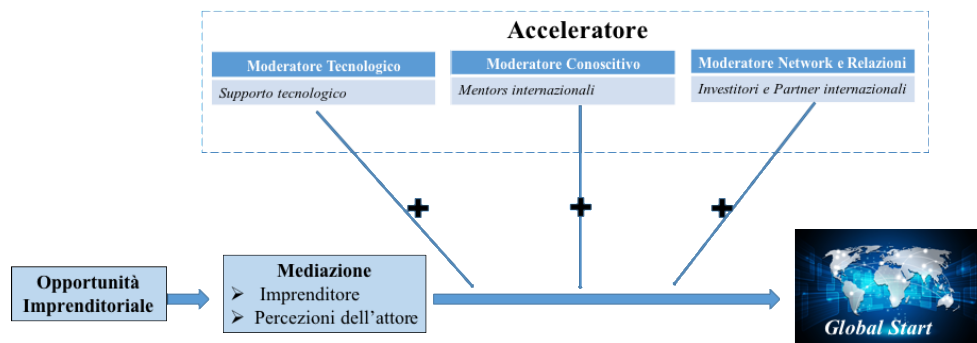 Acceleratore
Moderatore Tecnologico
Supporto tecnologico
Moderatore Conoscitivo
Mentors internazionali
Moderatore Network e Relazioni
Investitori e Partner internazionali
Opportunità
Imprenditoriale
Mediazione
Imprenditore
Percezioni dell'attore
Global Start